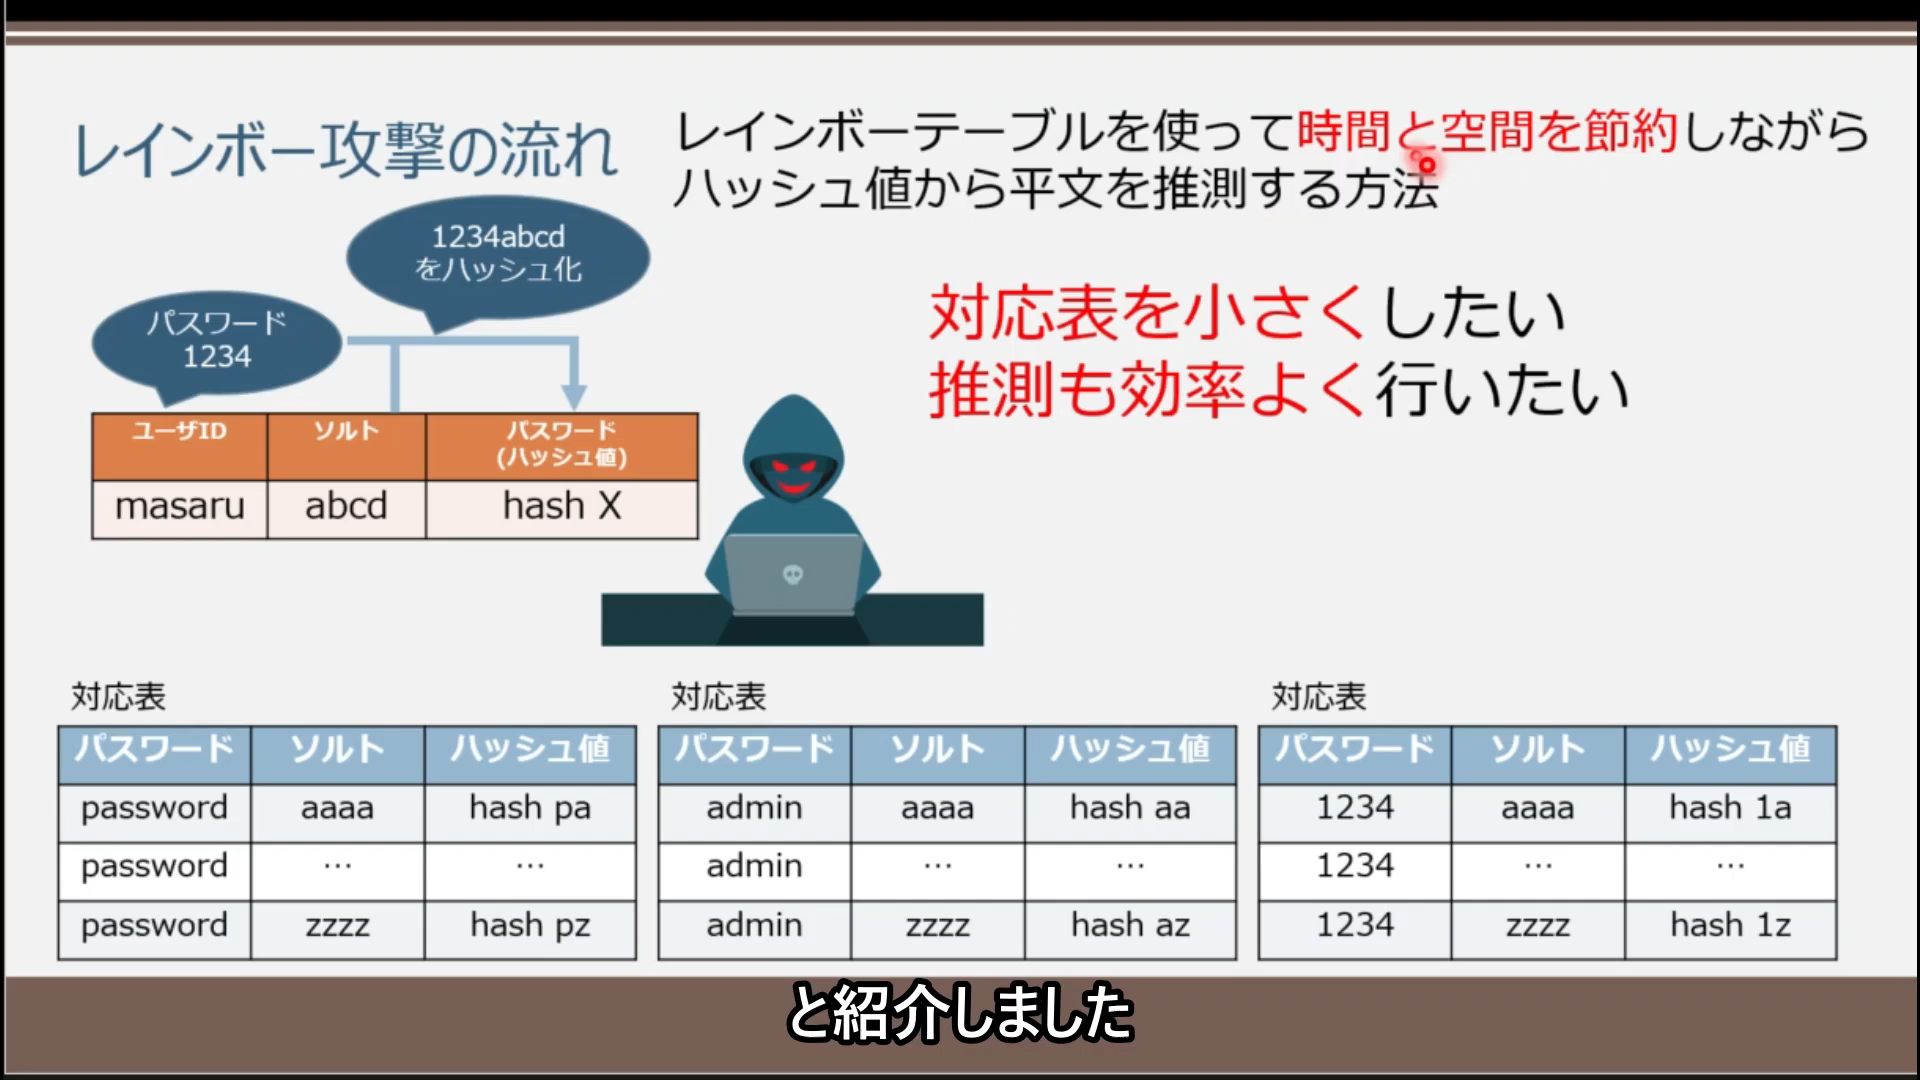 レインボー攻撃の流れ
レインボーテーブルを使って時間と空間を節約しながら
ハッシュ値から平文を推測する方法
1234abcd
をハッシュ化
パスワード
1234
対応表を小さくしたい
推測も効率よく行いたい
ユーザID ソルト パスワード
(ハッシュ値)
masaru abcd hash X
対応表
パスワード ソルト ハッシュ値
password aaaa hash pa
password … …
password zzzz hash pz
対応表
パスワード ソルト ハッシュ値
admin aaaa hash aa
admin … …
admin zzzz hash az
対応表
パスワード ソルト ハッシュ値
1234 aaaa hash 1a
1234 … …
1234 zzzz hash 1z
と紹介しました